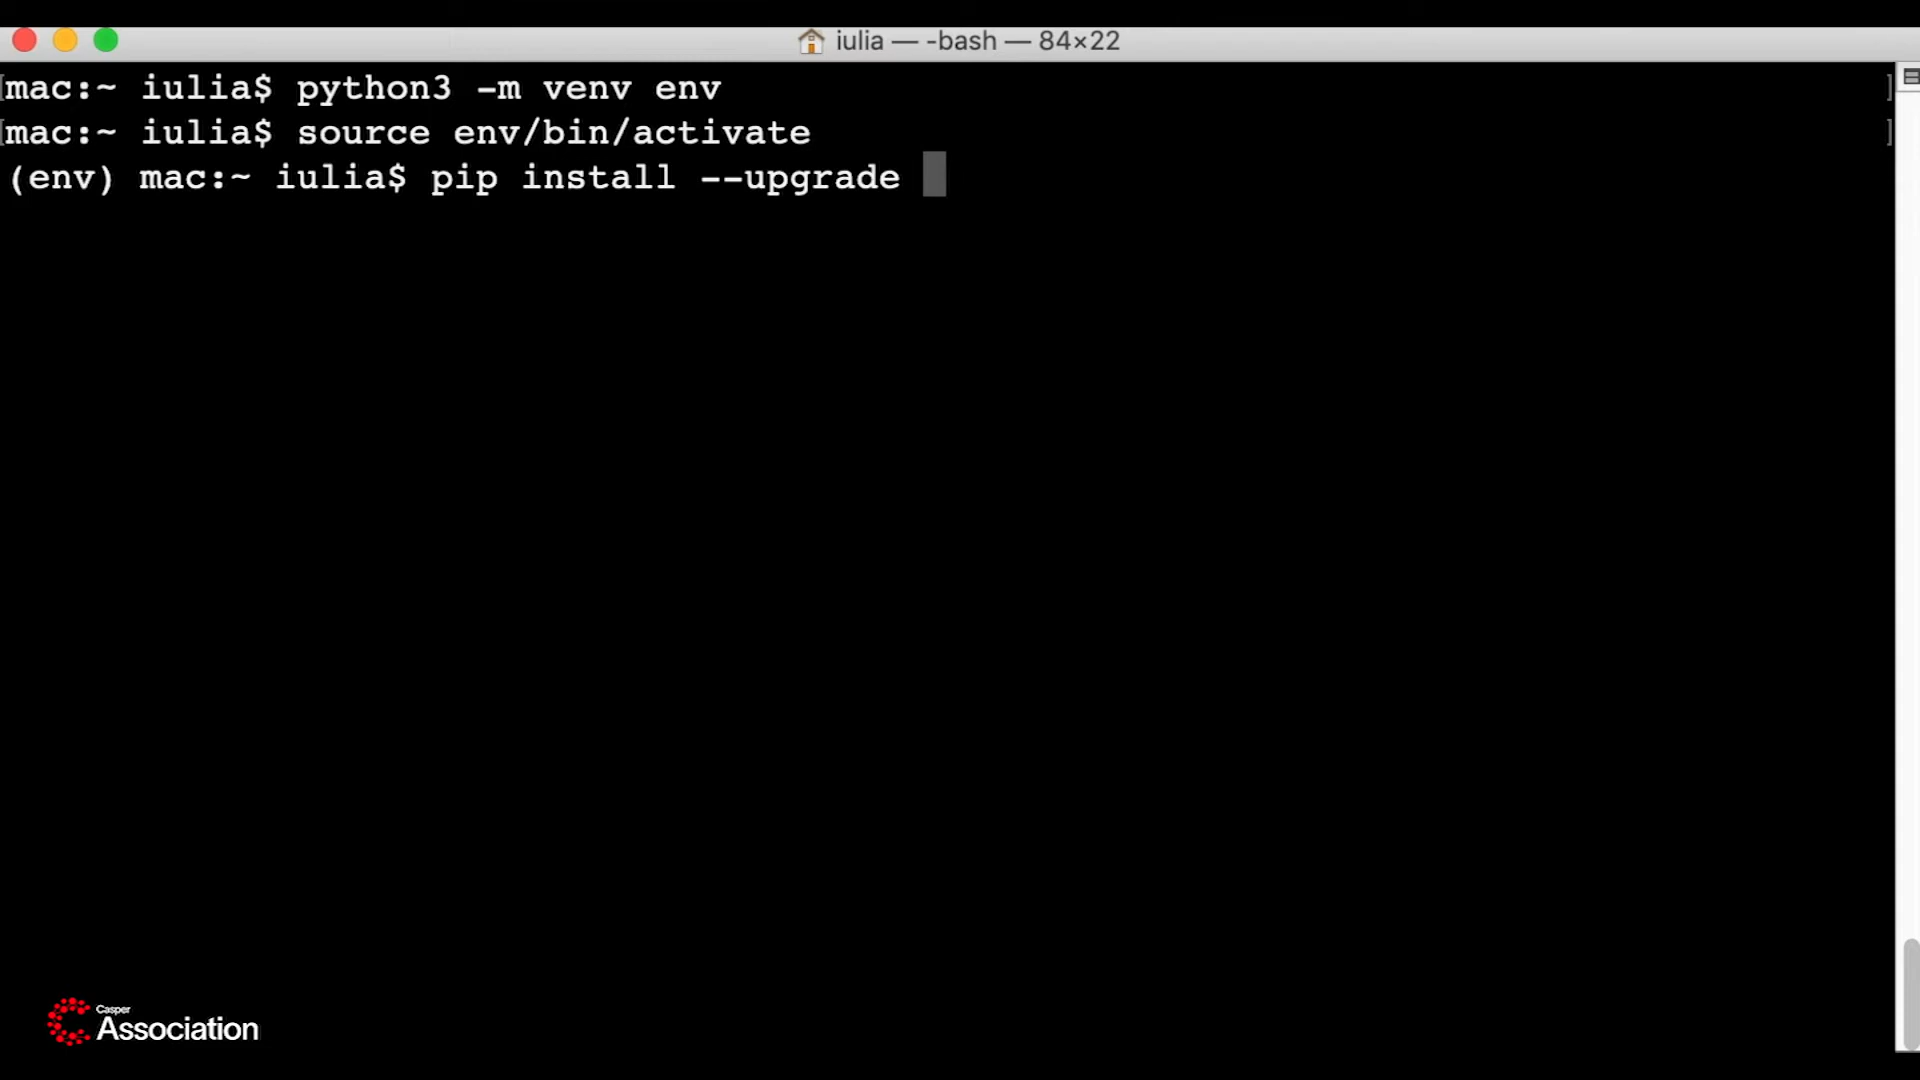 iulia — -bash — 84×22
[mac:~ iulia$ python3 -m venv env ]
[mac:~ iulia$ source env/bin/activate ]
(env) mac:~ iulia$ pip install --upgrade
Casper
Association